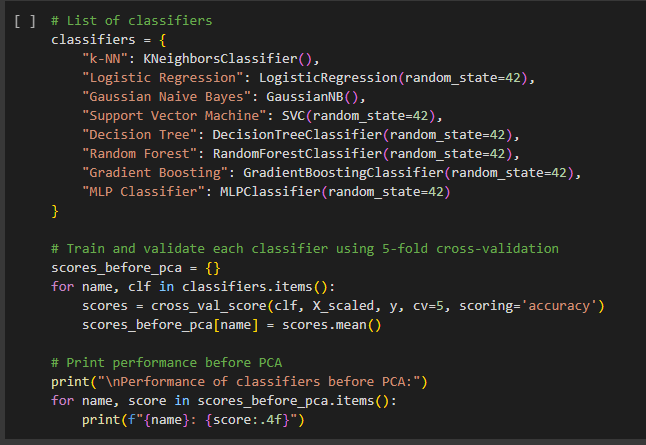 [ ] # List of classifiers
classifiers = {
    "k-NN": KNeighborsClassifier(),
    "Logistic Regression": LogisticRegression(random_state=42),
    "Gaussian Naive Bayes": GaussianNB(),
    "Support Vector Machine": SVC(random_state=42),
    "Decision Tree": DecisionTreeClassifier(random_state=42),
    "Random Forest": RandomForestClassifier(random_state=42),
    "Gradient Boosting": GradientBoostingClassifier(random_state=42),
    "MLP Classifier": MLPClassifier(random_state=42)
}

# Train and validate each classifier using 5-fold cross-validation
scores_before_pca = {}
for name, clf in classifiers.items():
    scores = cross_val_score(clf, X_scaled, y, cv=5, scoring='accuracy')
    scores_before_pca[name] = scores.mean()

# Print performance before PCA
print("\nPerformance of classifiers before PCA:")
for name, score in scores_before_pca.items():
    print(f"{name}: {score:.4f}")